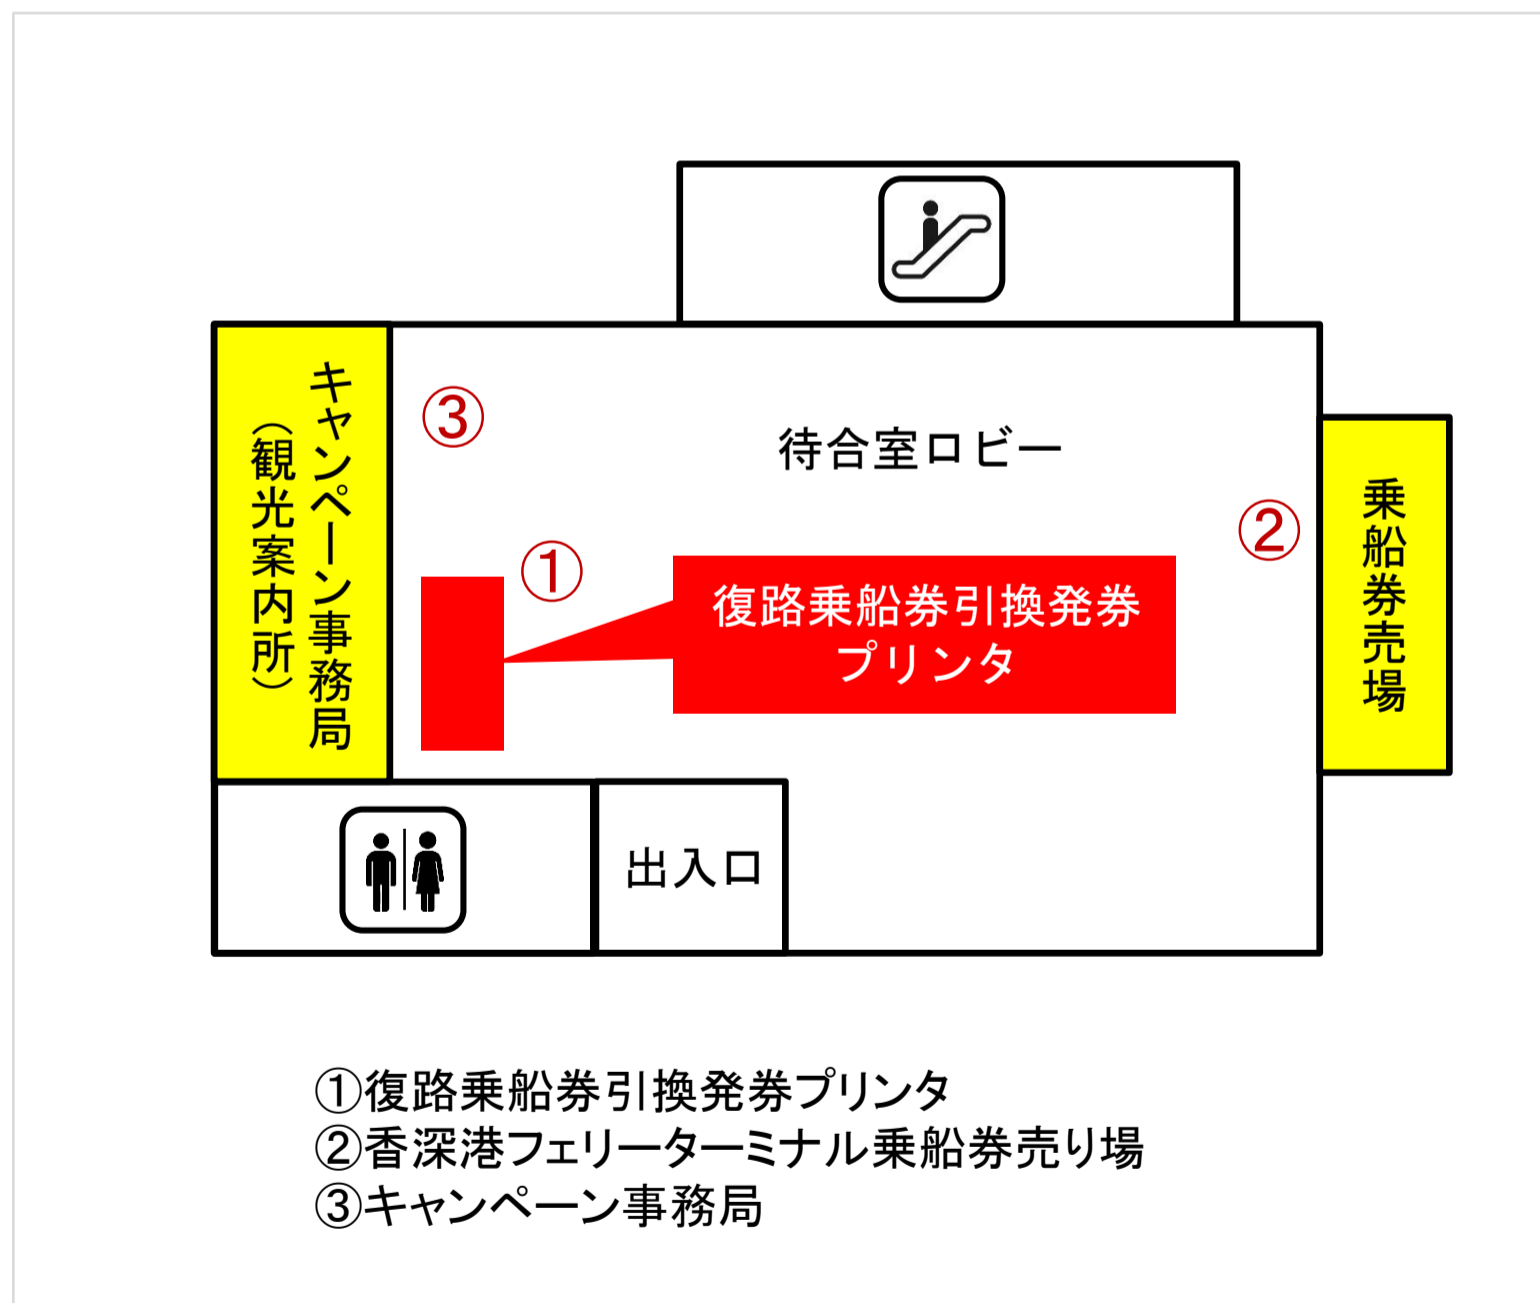 キャンペーン事務局
（観光案内所）
③
待合室ロビー
②
乗船券売場
①
復路乗船券引換発券
プリンタ
出入口
①復路乗船券引換発券プリンタ
②香深港フェリーターミナル乗船券売り場
③キャンペーン事務局